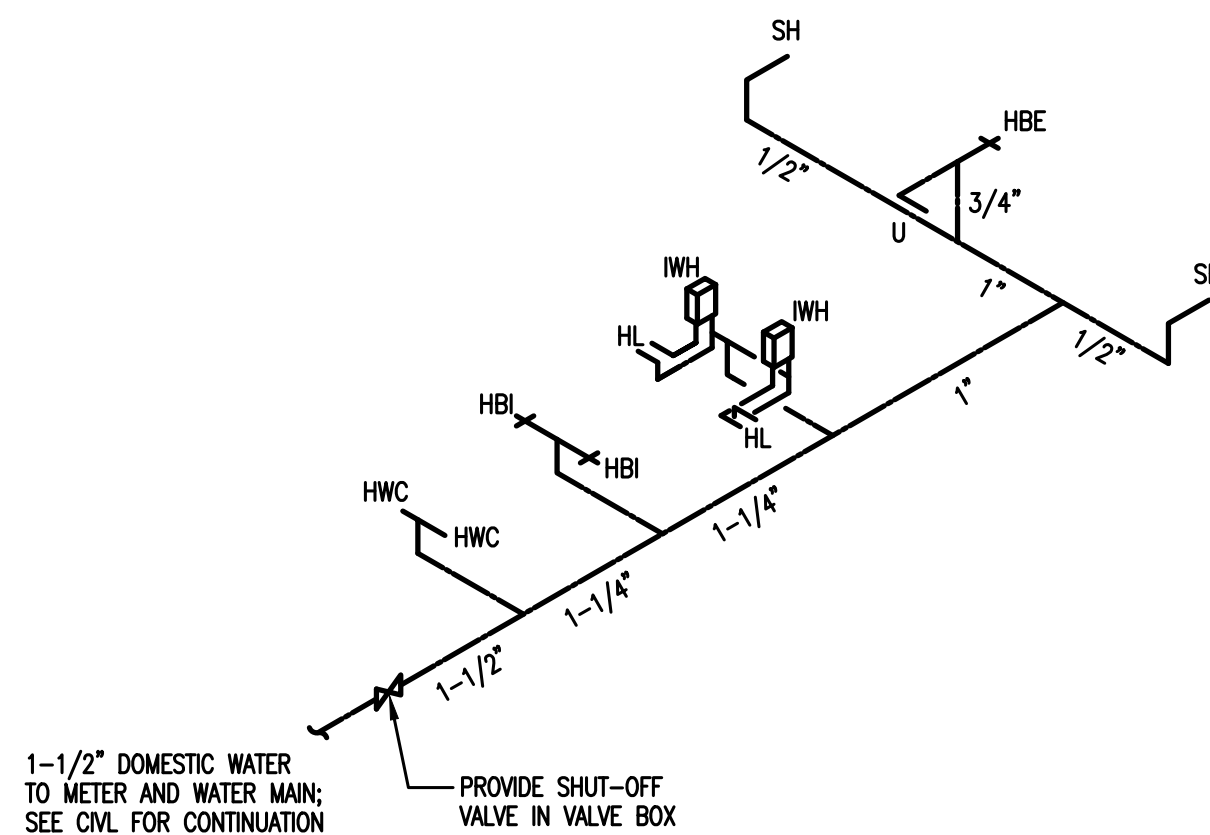 SH
HBE
1/2"
3/4"
U
1"
SH
IWH
IWH
HL
1/2"
1"
HL
HBI
HBI
1-1/4"
HWC
HWC
1-1/4"
1-1/2"
1-1/2" DOMESTIC WATER
TO METER AND WATER MAIN;
SEE CIVL FOR CONTINUATION
PROVIDE SHUT-OFF
VALVE IN VALVE BOX